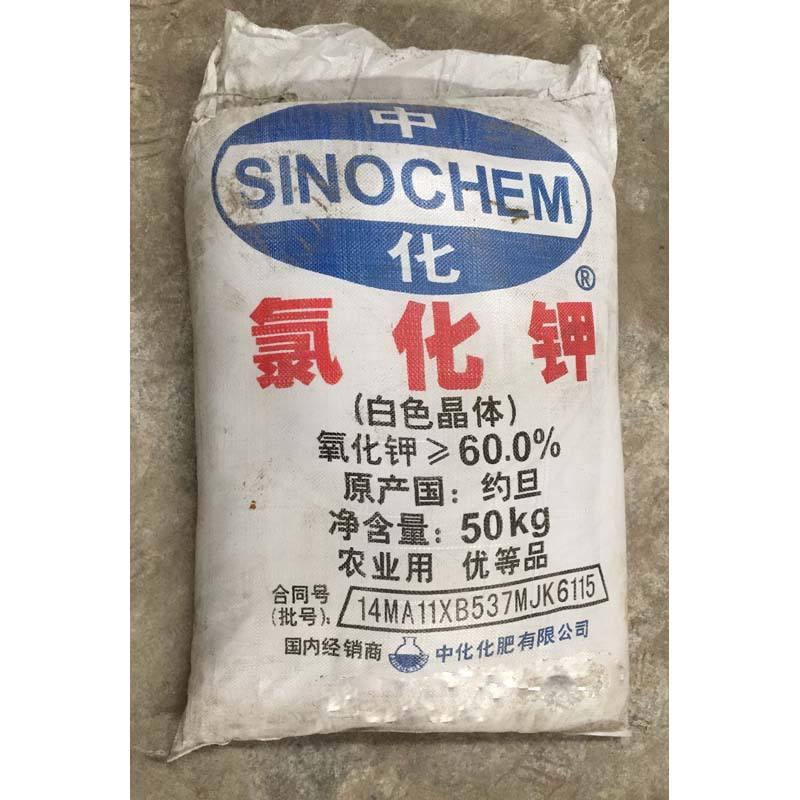 中
SINOCHEM
化
®
氯化钾
(白色晶体)
氧化钾≥60.0%
原产国：约旦
净含量：50kg
农业用 优等品
合同号
(批号)：
14MA11XB537MJK6115
国内经销商 中化化肥有限公司